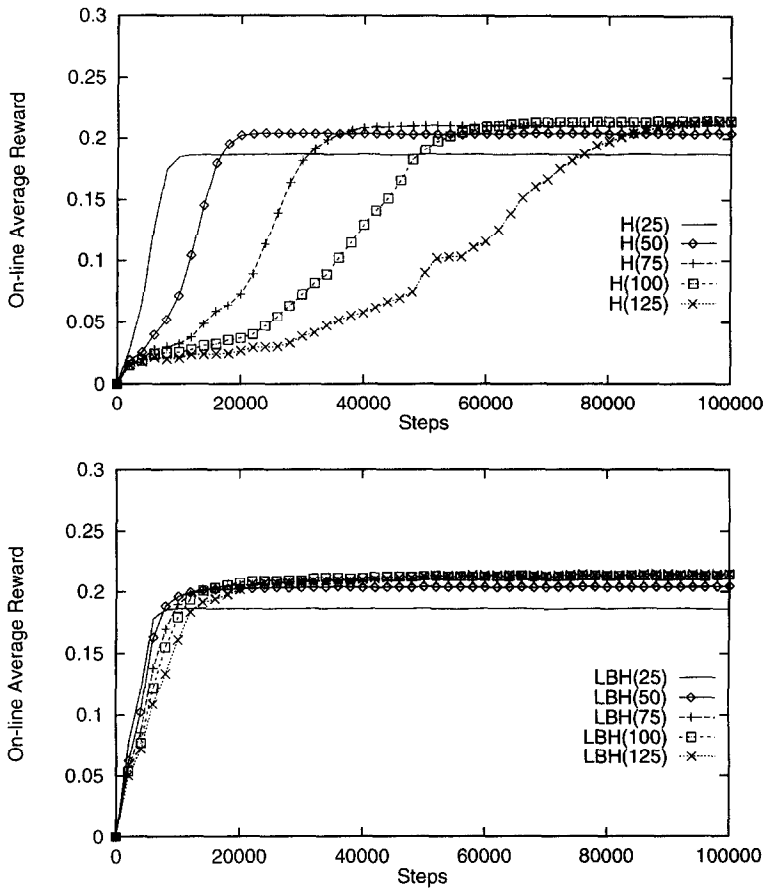 0.3
0.25
0.2
0.15
0.1
0.05
0
On-line Average Reward
H(25)
H(50)
H(75)
H(100)
H(125)
0 20000 40000 60000 80000 100000
Steps
0.3
0.25
0.2
0.15
0.1
0.05
0
On-line Average Reward
LBH(25)
LBH(50)
LBH(75)
LBH(100)
LBH(125)
0 20000 40000 60000 80000 100000
Steps